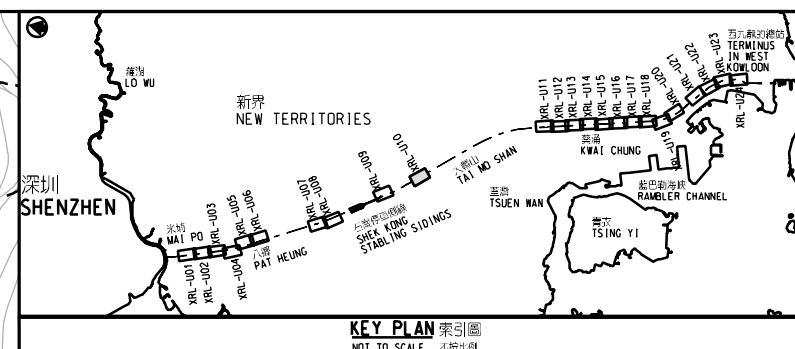 羅湖
LO WU
新界
NEW TERRITORIES
深圳
SHENZHEN
米埔
MAI PO
XRL-U01
XRL-U02
XRL-U03
XRL-U04
XRL-U05
XRL-U06
八鄉
PAT HEUNG
XRL-U07
XRL-U08
XRL-U09
XRL-U10
石崗停車側線
SHEK KONG
STABLING SIDINGS
大帽山
TAI MO SHAN
XRL-U11
XRL-U12
XRL-U13
XRL-U14
XRL-U15
XRL-U16
XRL-U17
XRL-U18
XRL-U19
XRL-U20
XRL-U21
XRL-U22
XRL-U23
XRL-U24
西九龍的總站
TERMINUS
IN WEST
KOWLOON
葵涌
KWAI CHUNG
荃灣
TSUEN WAN
藍巴勒海峽
RAMBLER CHANNEL
青衣
TSING YI
KEY PLAN 索引圖
NOT TO SCALE 不按比例